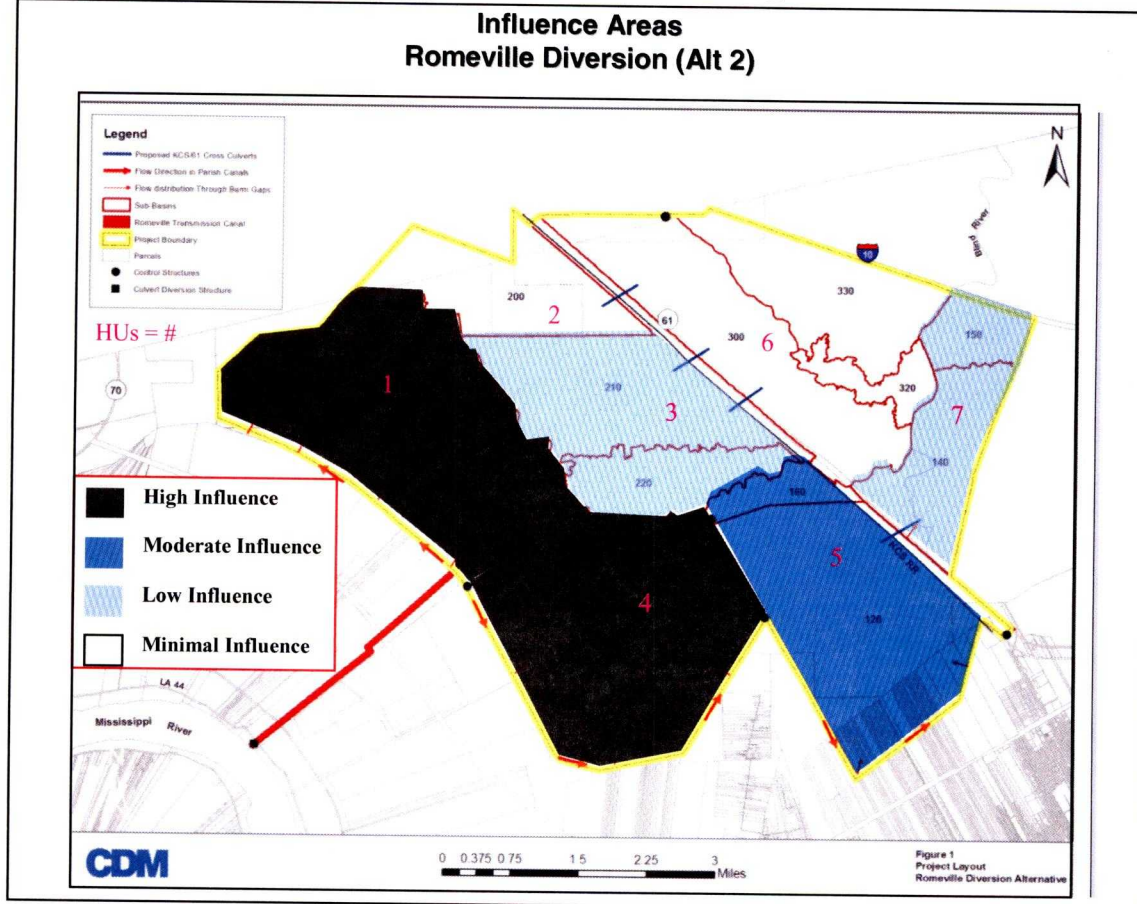 Influence Areas
Romeville Diversion (Alt 2)
Legend
Proposed KCS/61 Cross Culverts
Flow Direction in Parish Canals
Flow distribution Through Berm Gaps
Sub-Basins
Romeville Transmission Canal
Project Boundary
Parcels
Control Structures
Culvert Diversion Structure
N
Blind River
10
330
200
2
61
300
6
150
HUs = #
70
1
210
3
320
7
140
220
160
5
KCS RR
4
120
High Influence
Moderate Influence
Low Influence
Minimal Influence
LA 44
Mississippi River
CDM
0 0.375 0.75 1 5 2.25 3
Miles
Figure 1
Project Layout
Romeville Diversion Alternative